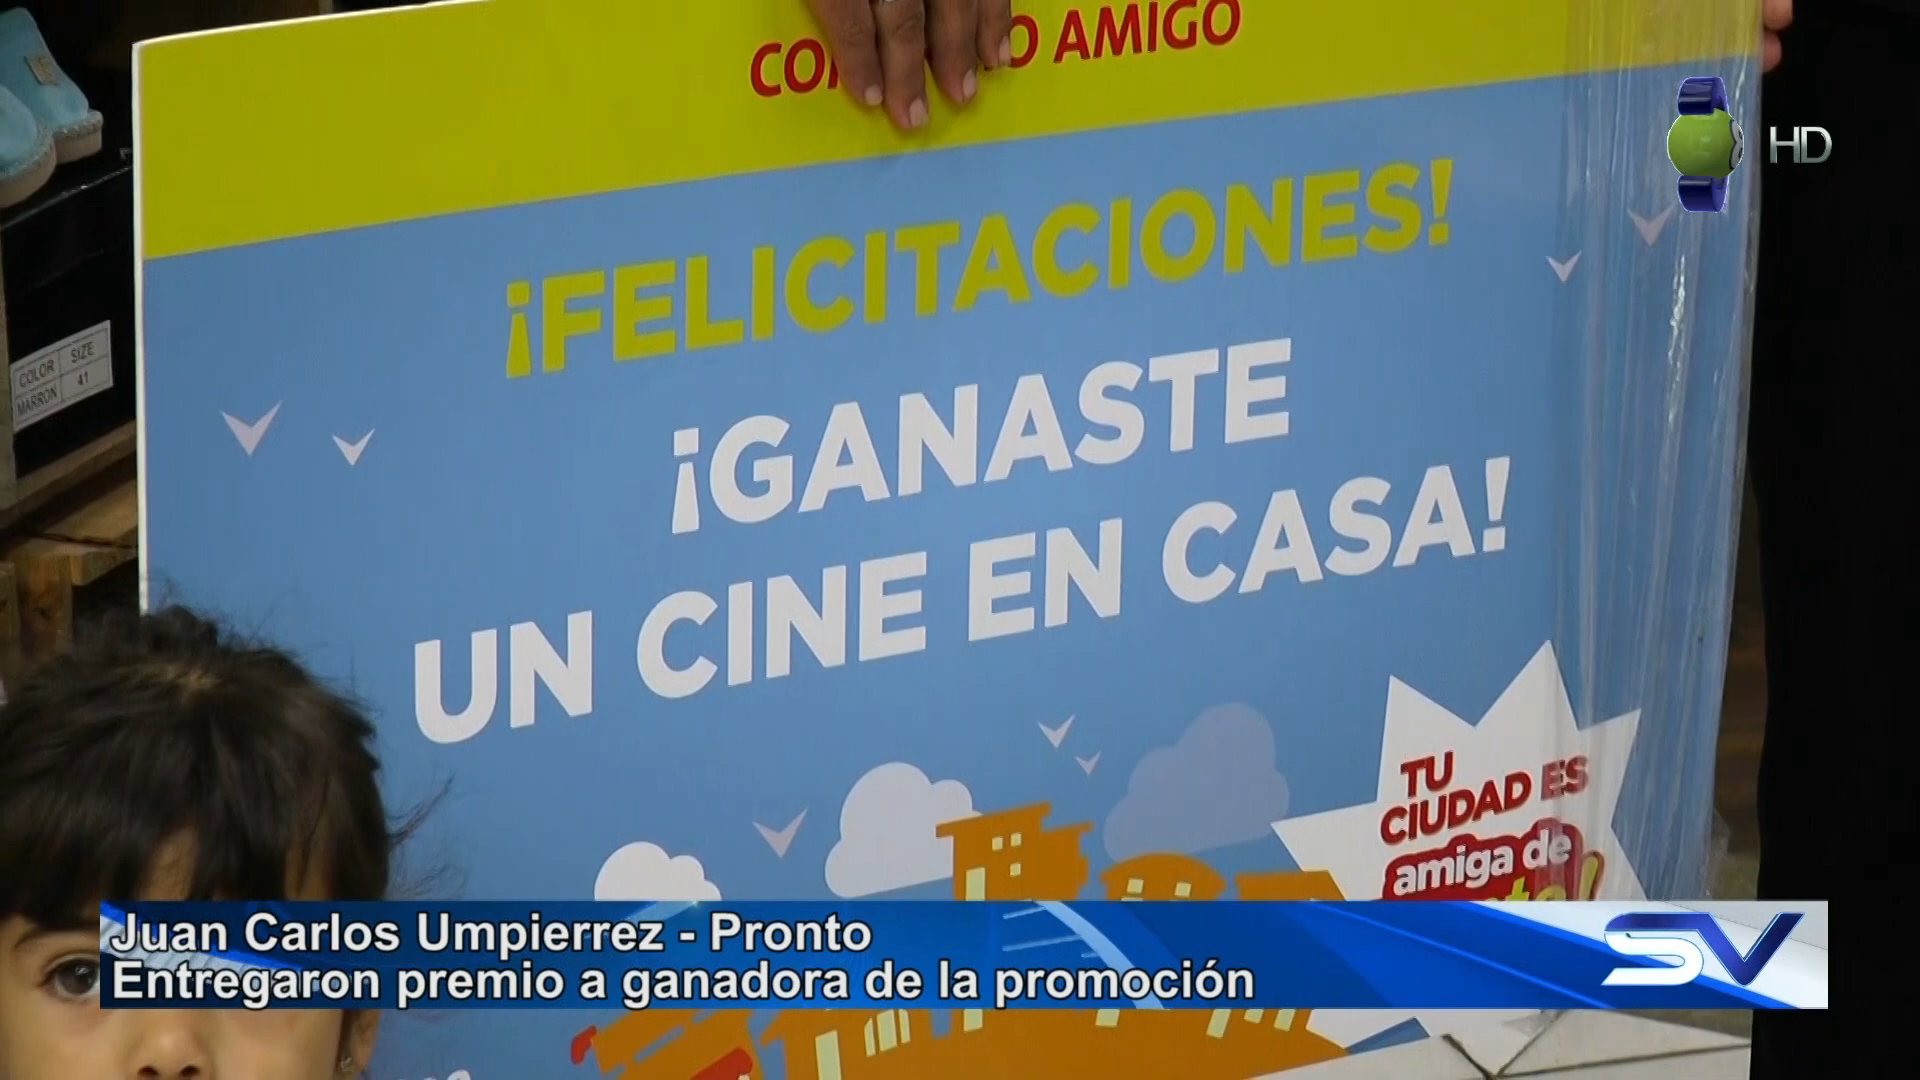 AMIGO
HD
¡FELICITACIONES!
¡GANASTE
UN CINE EN CASA!
COLOR SIZE
MARRON 41
TU
CIUDAD ES
amiga de
Juan Carlos Umpierrez - Pronto
Entregaron premio a ganadora de la promoción
SV